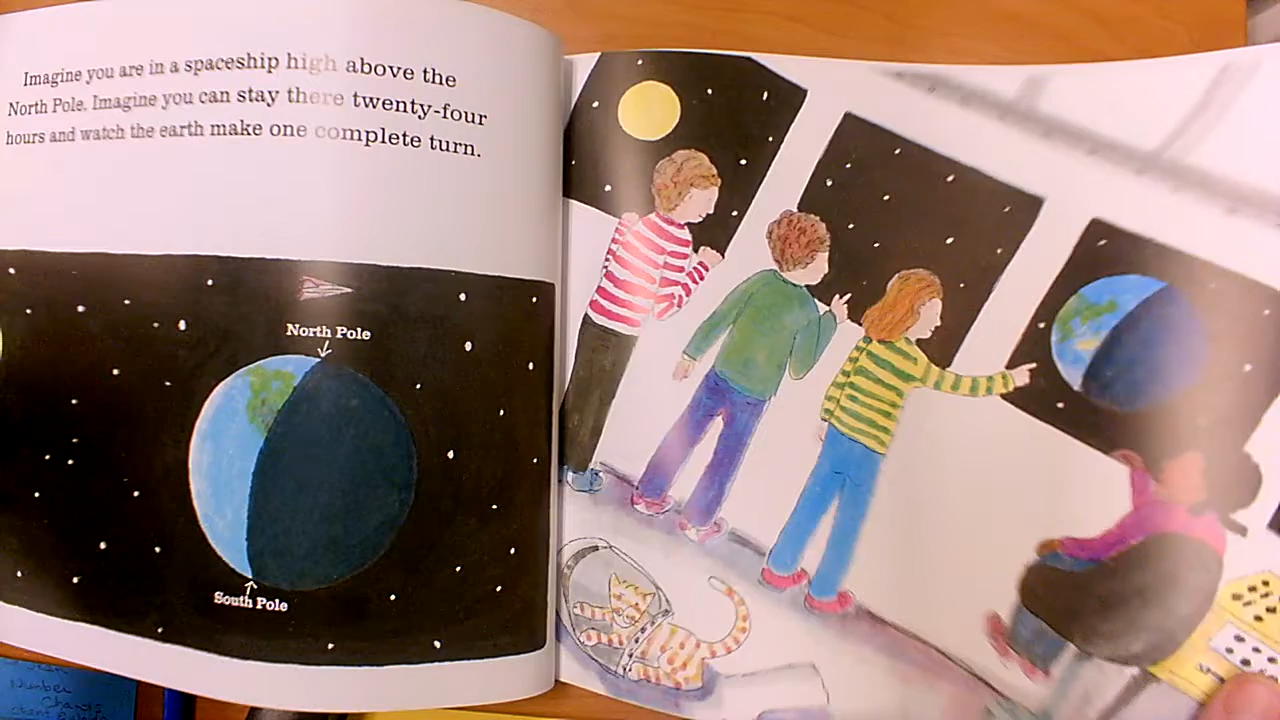 Imagine you are in a spaceship high above the
North Pole. Imagine you can stay there twenty-four
hours and watch the earth make one complete turn.
North Pole
South Pole
Number